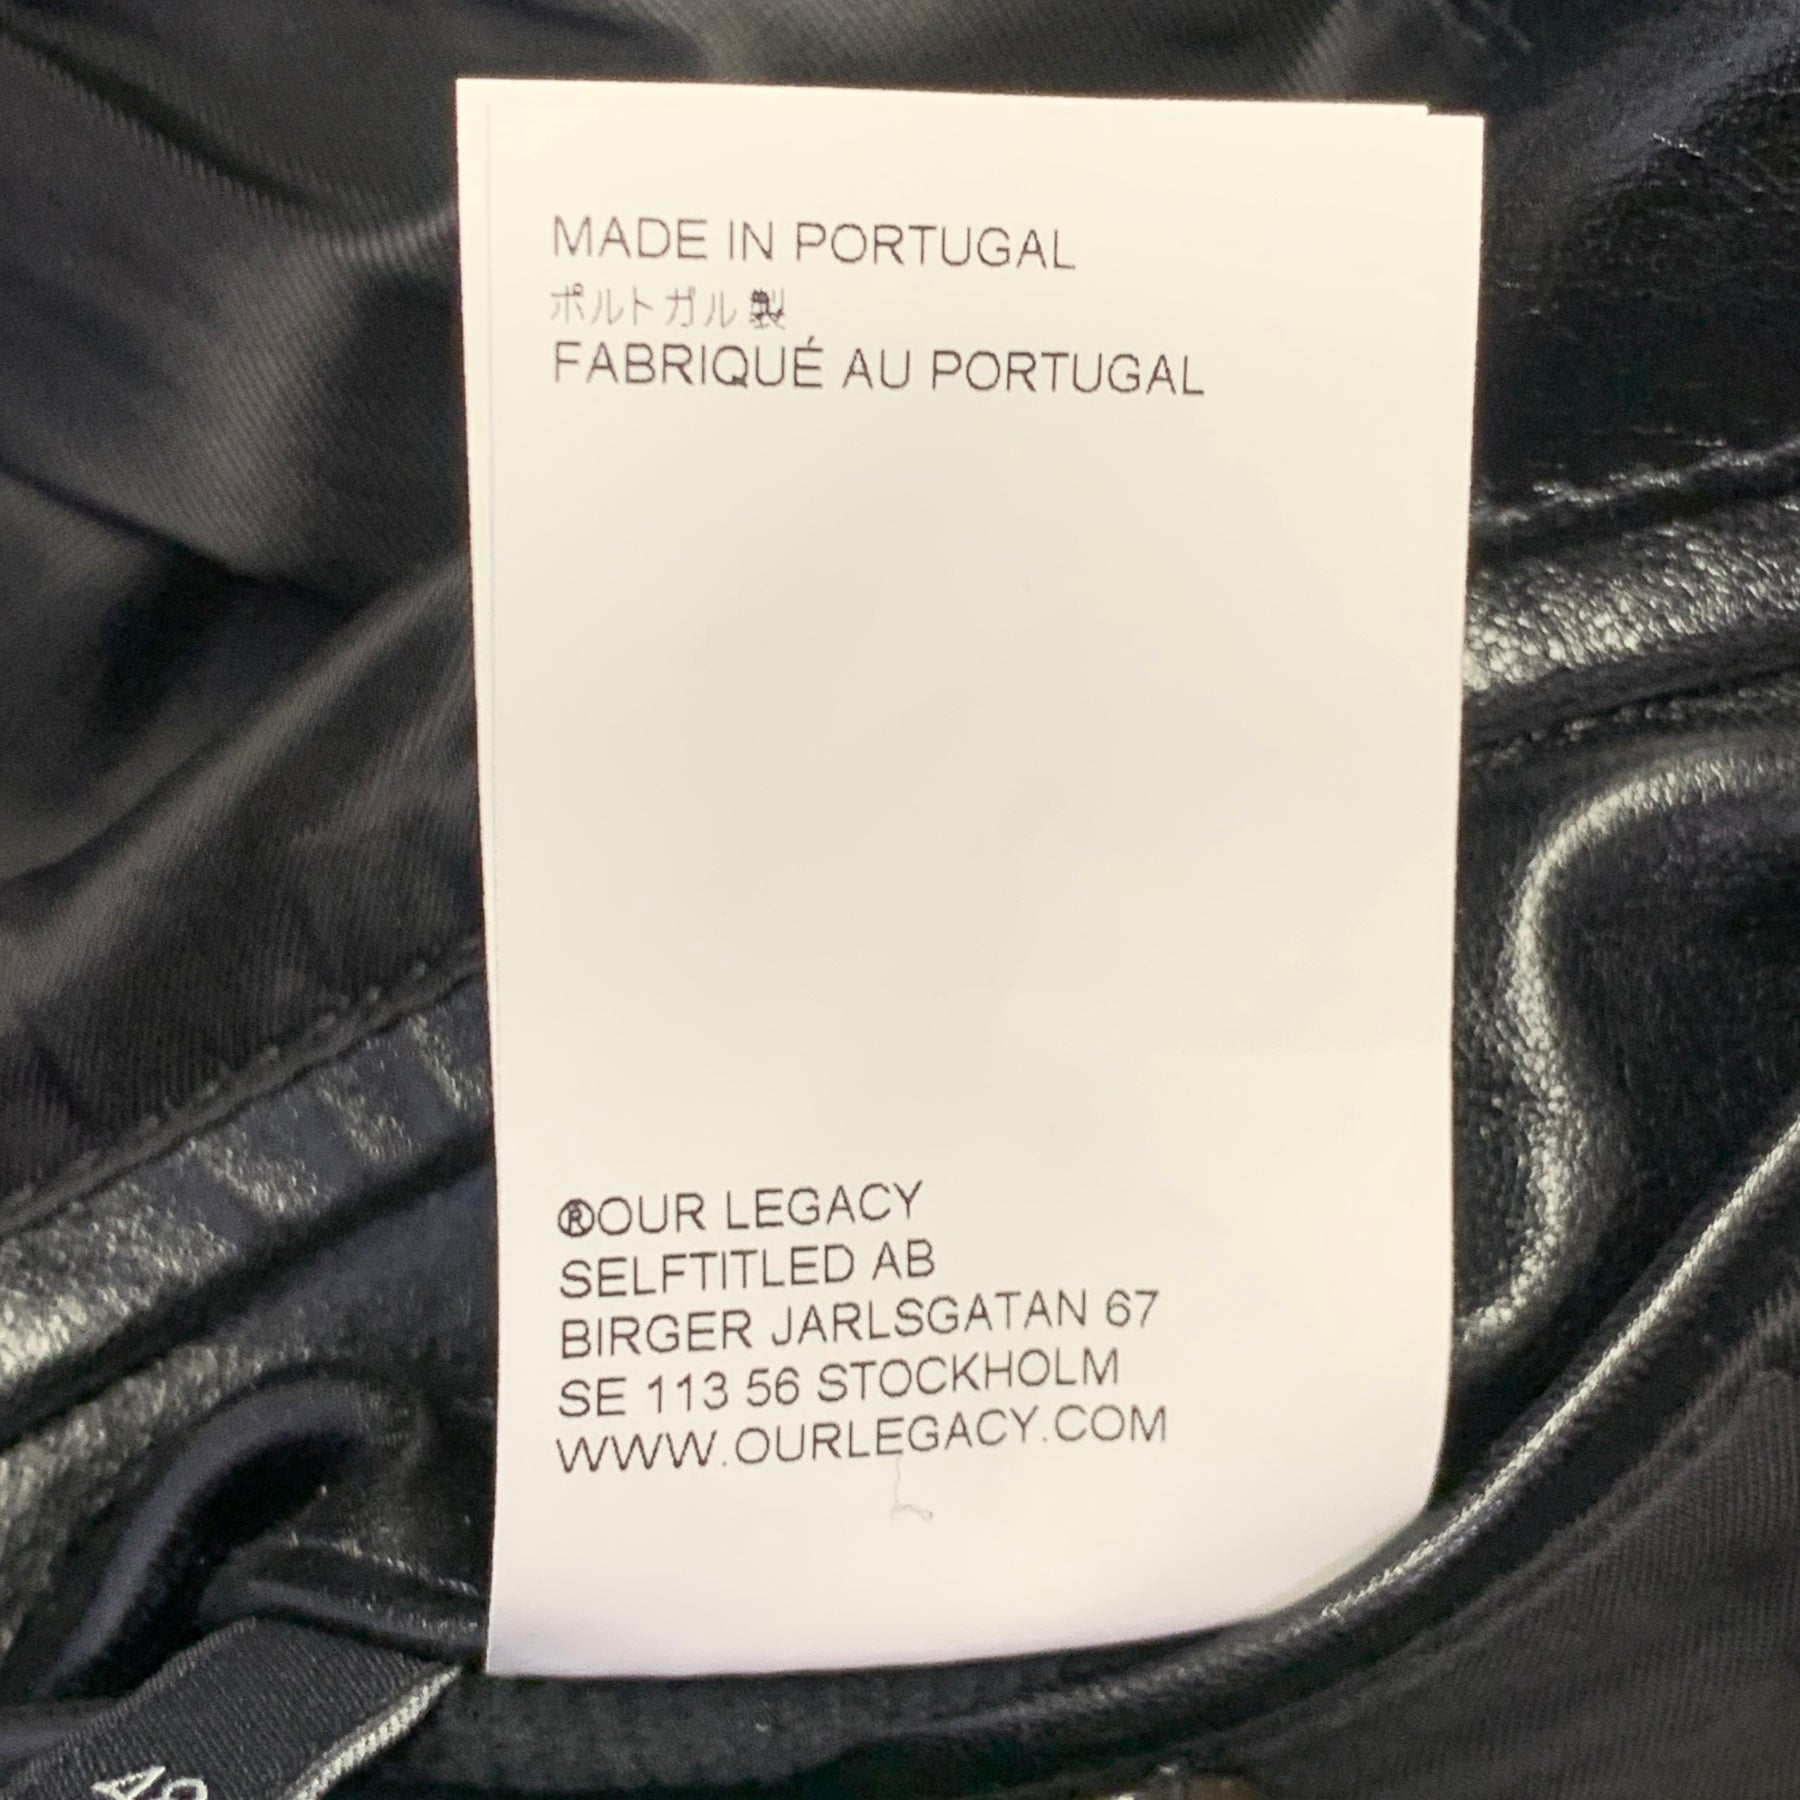 MADE IN PORTUGAL
ポルトガル製
FABRIQUÉ AU PORTUGAL
®OUR LEGACY
SELFTITLED AB
BIRGER JARLSGATAN 67
SE 113 56 STOCKHOLM
WWW.OURLEGACY.COM